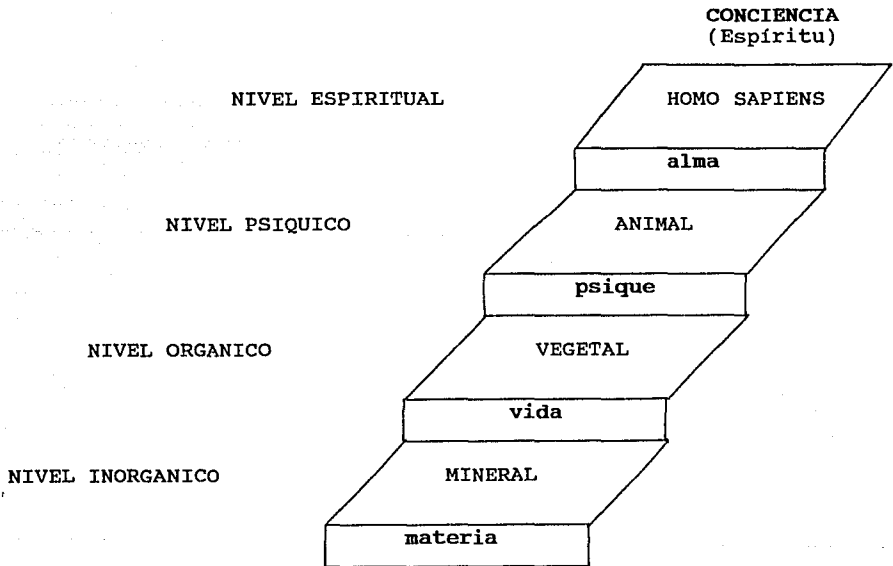 CONCIENCIA
(Espíritu)
NIVEL ESPIRITUAL HOMO SAPIENS
alma
NIVEL PSIQUICO ANIMAL
psique
NIVEL ORGANICO VEGETAL
vida
NIVEL INORGANICO MINERAL
materia